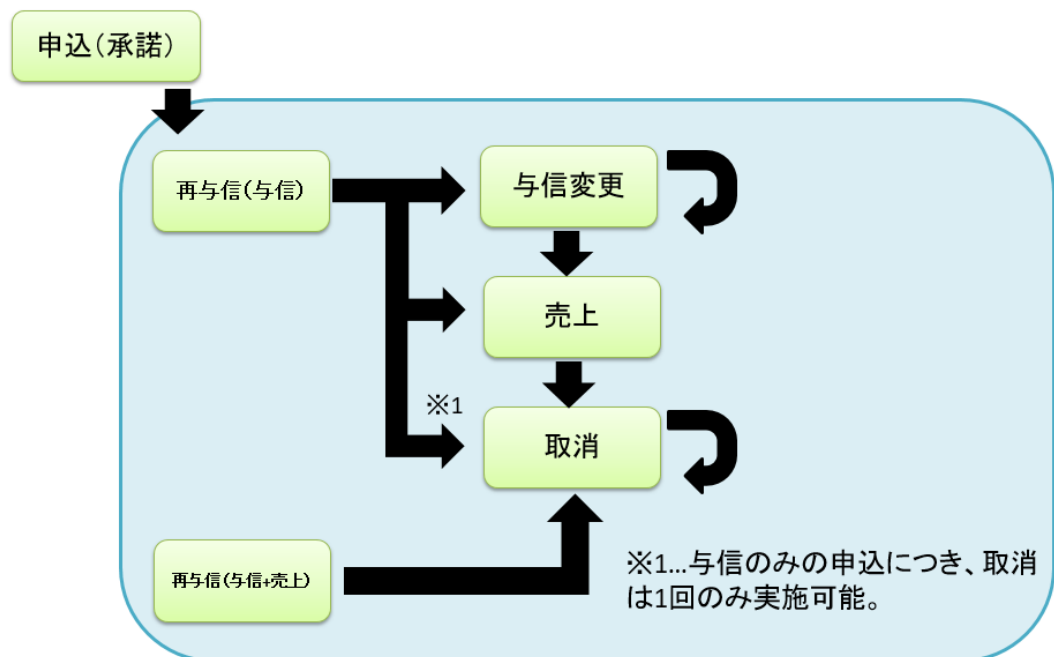 申込（承諾）
再与信(与信)
与信変更
売上
※1
取消
再与信(与信+売上)
※1…与信のみの申込につき、取消
は1回のみ実施可能。